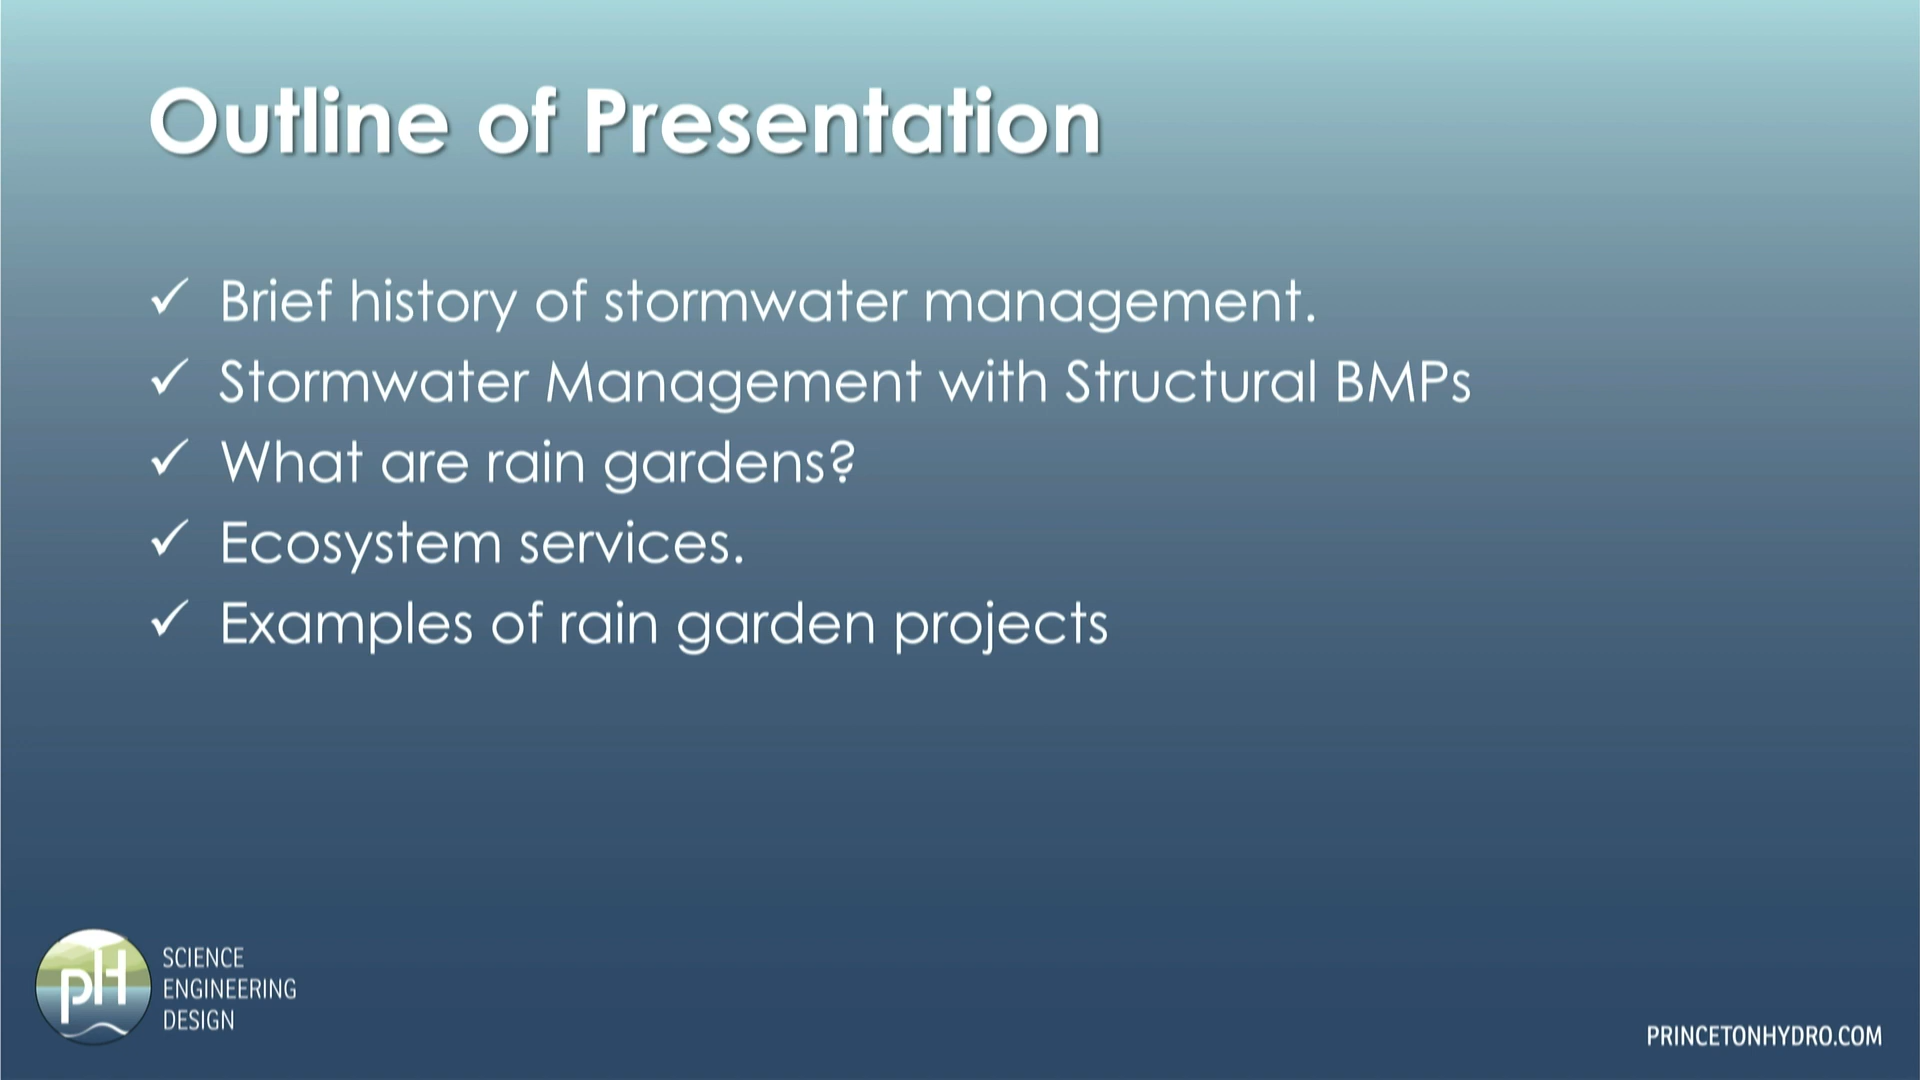 Outline of Presentation
✓ Brief history of stormwater management.
✓ Stormwater Management with Structural BMPs
✓ What are rain gardens?
✓ Ecosystem services.
✓ Examples of rain garden projects
pH
SCIENCE
ENGINEERING
DESIGN
PRINCETONHYDRO.COM